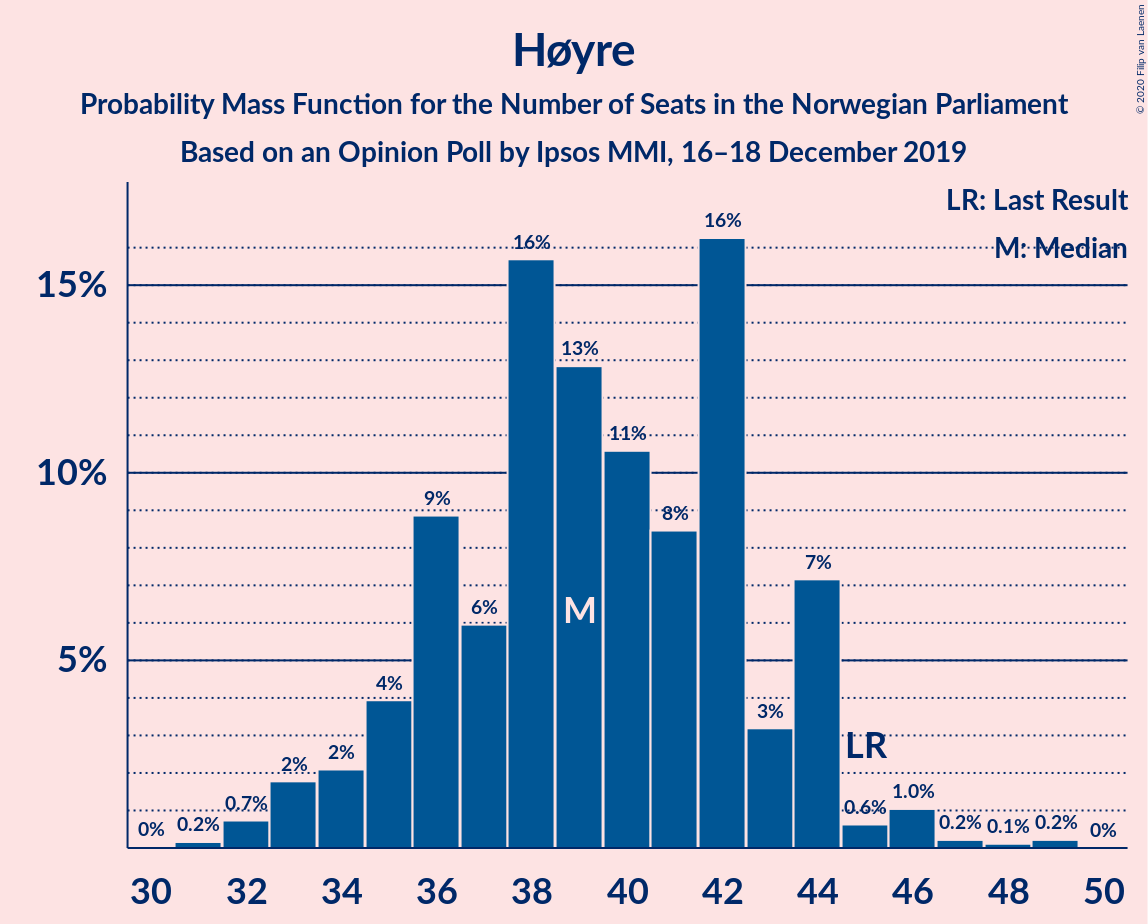 Høyre
Probability Mass Function for the Number of Seats in the Norwegian Parliament
Based on an Opinion Poll by Ipsos MMI, 16–18 December 2019
© 2020 Filip van Laenen
LR: Last Result
M: Median
15%
10%
5%
0%
0.2%
0.7%
2%
2%
4%
9%
6%
16%
13%
11%
8%
16%
3%
7%
0.6%
1.0%
0.2%
0.1%
0.2%
0%
M
LR
30 32 34 36 38 40 42 44 46 48 50